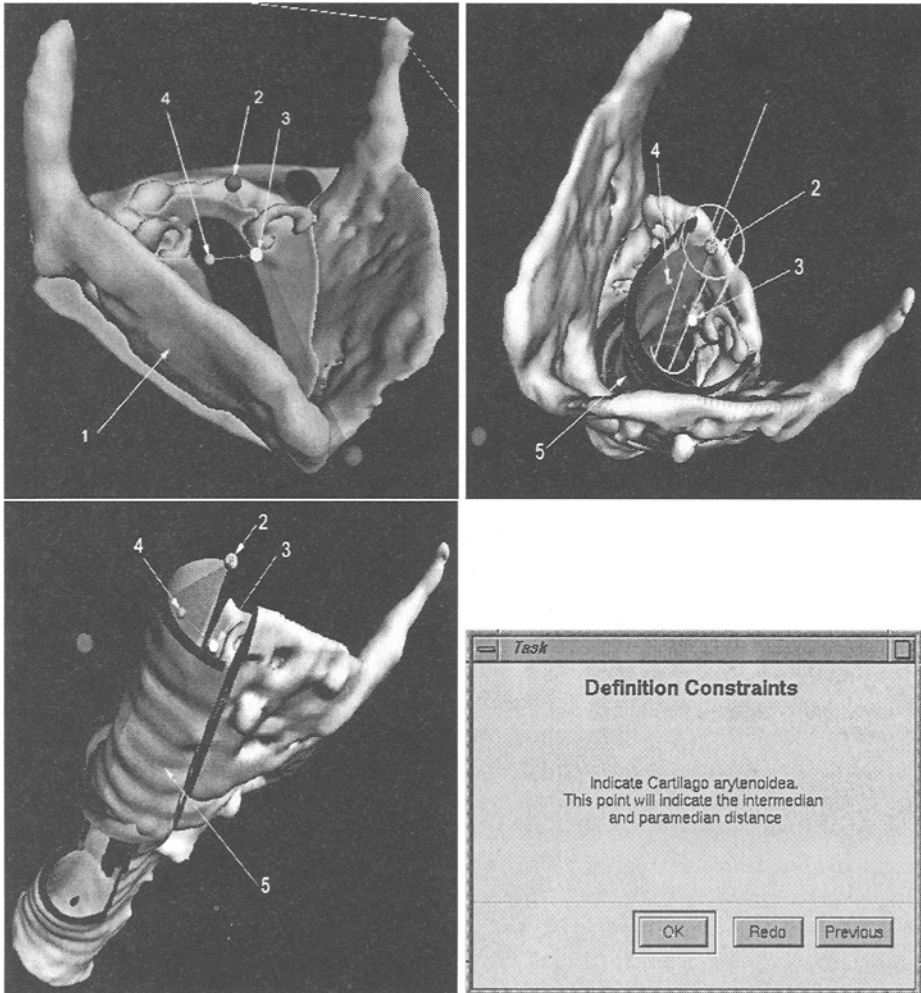 4
2
3
1
4
2
3
5
2
4
3
5
Task
Definition Constraints
Indicate Cartilago arytenoidea.
This point will indicate the intermedian
and paramedian distance
OK Redo Previous